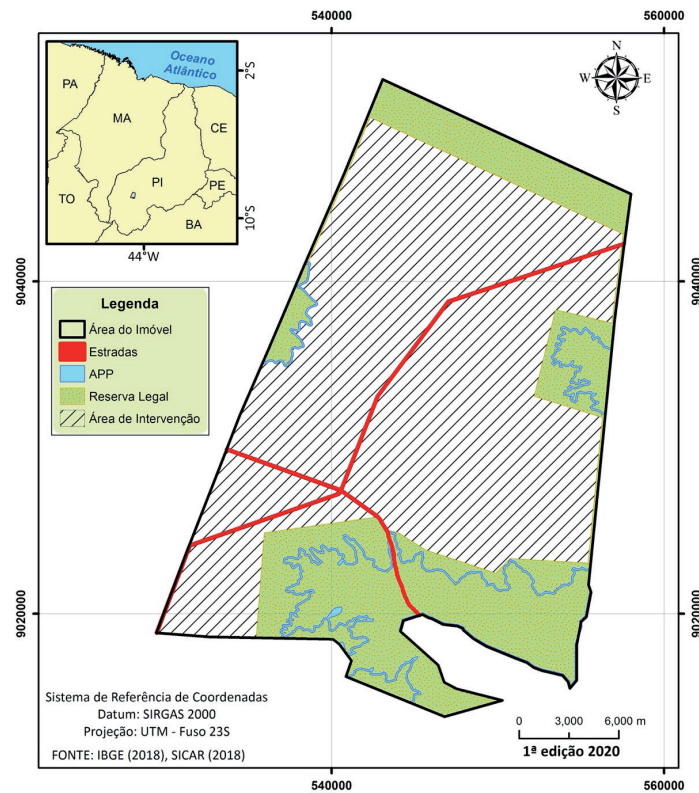 540000
560000
Oceano
Atlântico
2°S
PA
MA
CE
PI
PE
TO
BA
10°S
44°W
N
W
E
S
9040000
9040000
Legenda
Área do Imóvel
Estradas
APP
Reserva Legal
Área de Intervenção
9020000
9020000
Sistema de Referência de Coordenadas
Datum: SIRGAS 2000
Projeção: UTM - Fuso 23S
FONTE: IBGE (2018), SICAR (2018)
0 3,000 6,000 m
1ª edição 2020
540000
560000